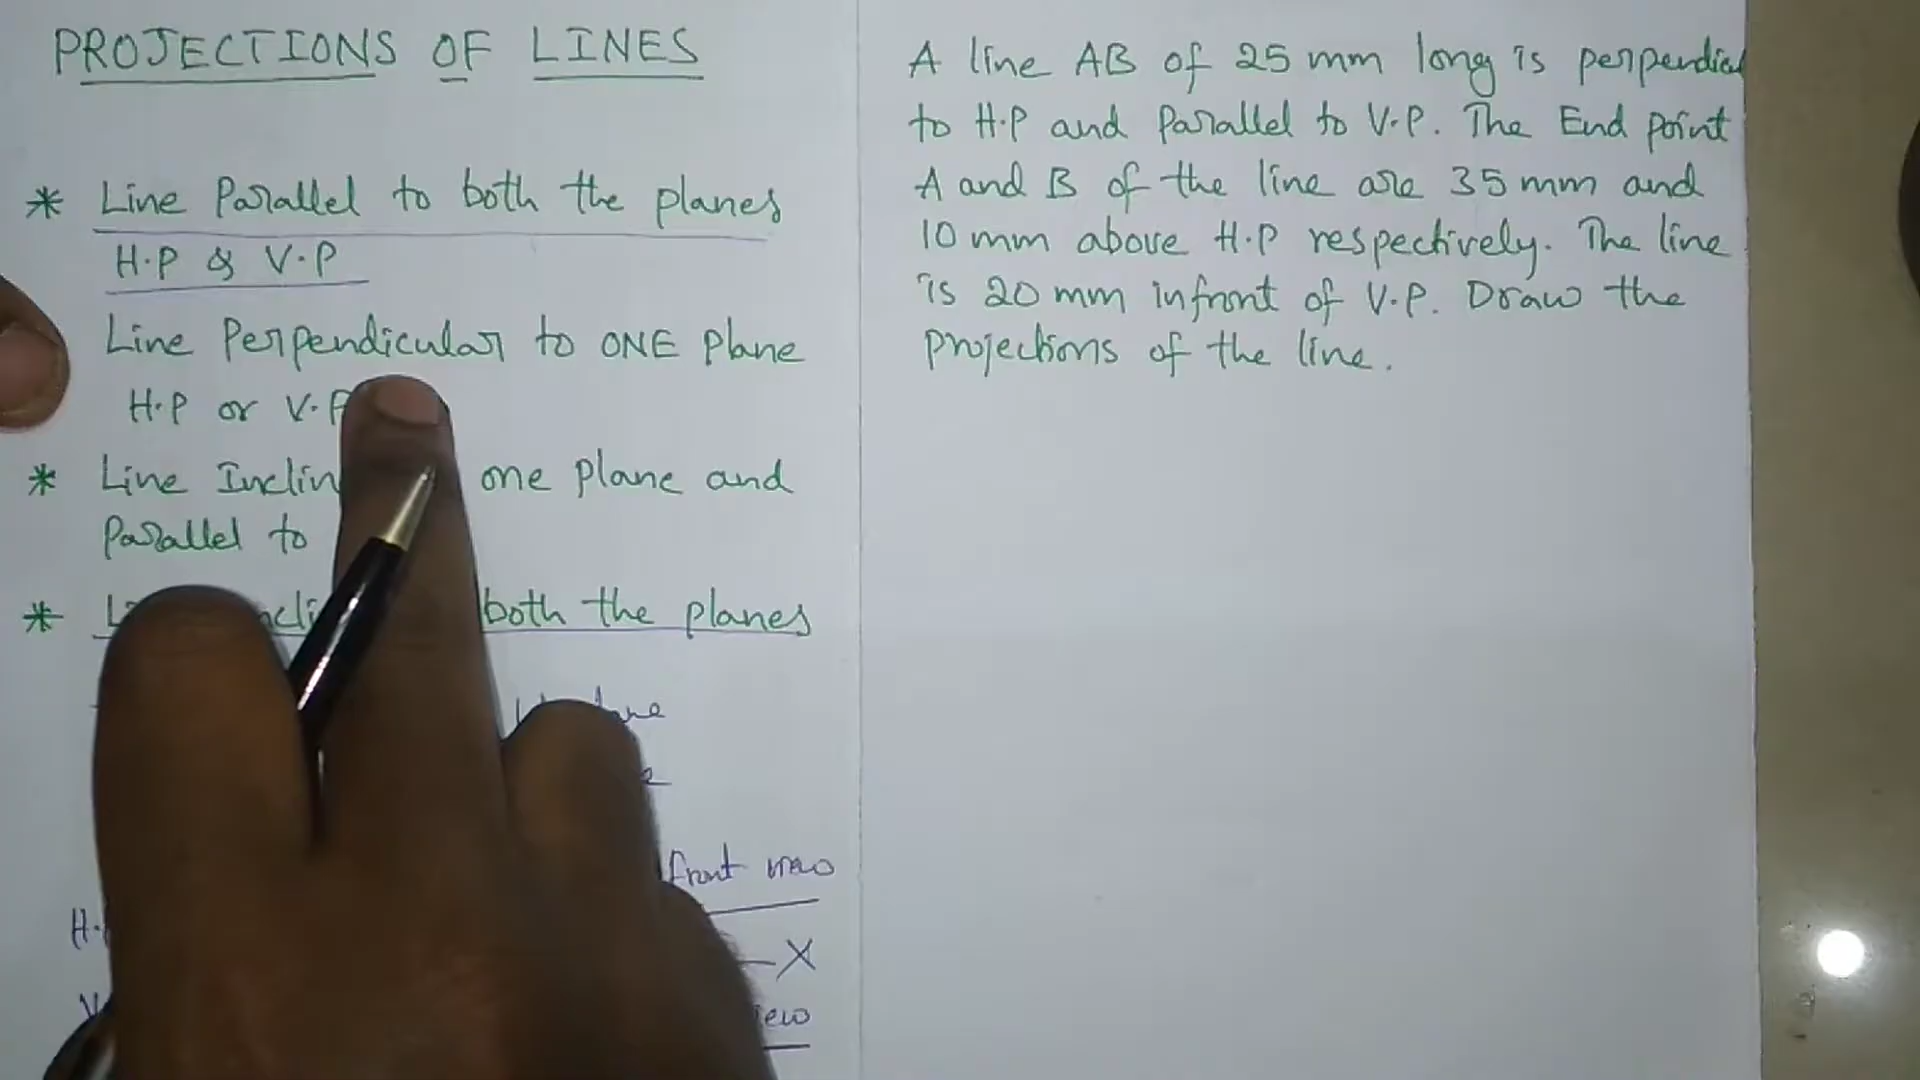 PROJECTIONS OF LINES
* Line Parallel to both the planes
H.P & V.P
Line Perpendicular to ONE Plane
H.P or V.P
* Line Inclin one plane and
Parallel to
* both the planes
front view
H.
X
V
A line AB of 25 mm long is perpendicul
to H.P and Parallel to V.P. The End point
A and B of the line are 35 mm and
10 mm above H.P respectively. The line
is 20 mm infront of V.P. Draw the
projections of the line.